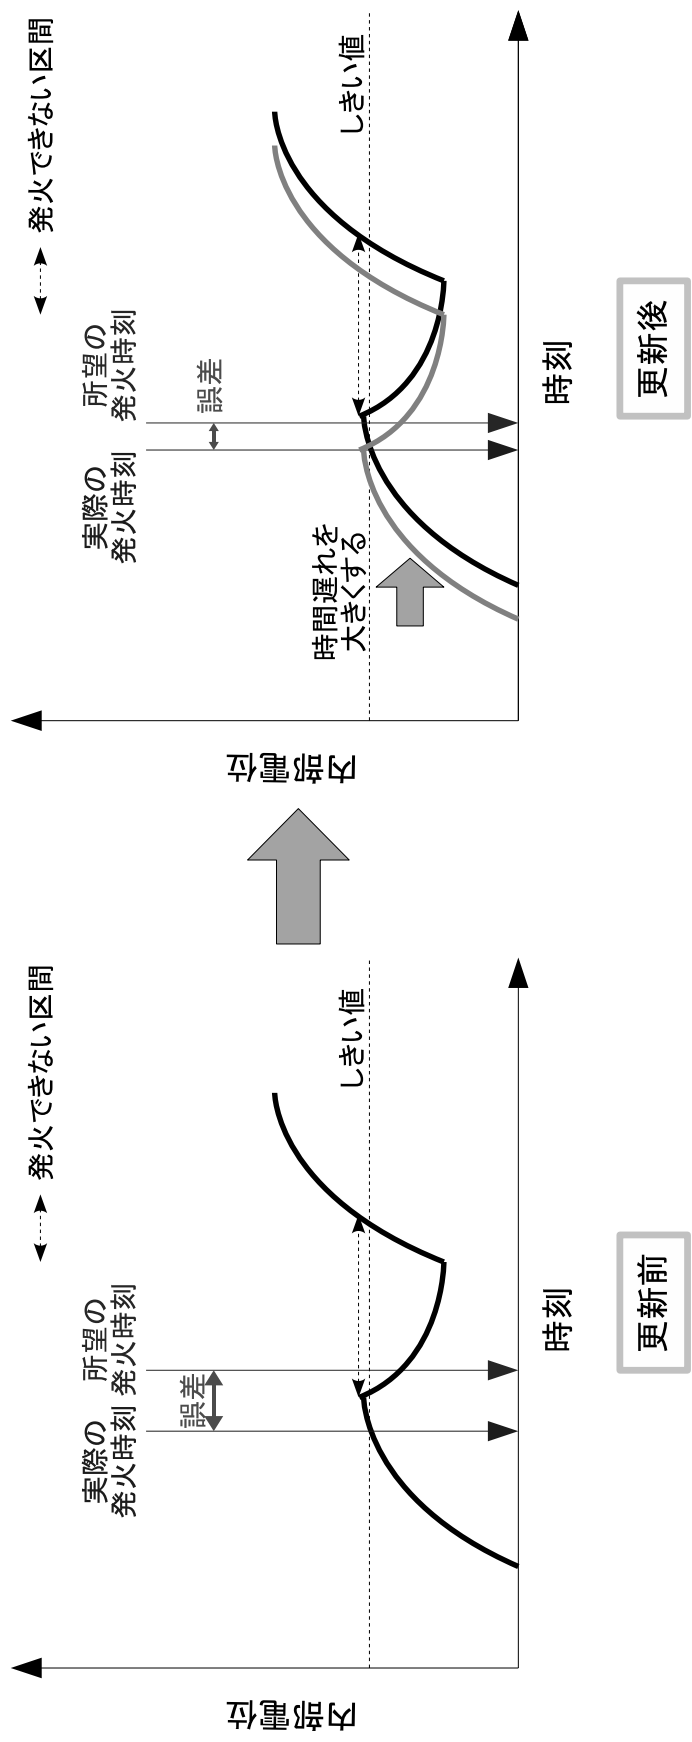 発火できない区間
実際の
発火時刻
所望の
発火時刻
誤差
しきい値
内部電位
時刻
更新前
発火できない区間
実際の
発火時刻
所望の
発火時刻
誤差
しきい値
時間遅れを
大きくする
内部電位
時刻
更新後